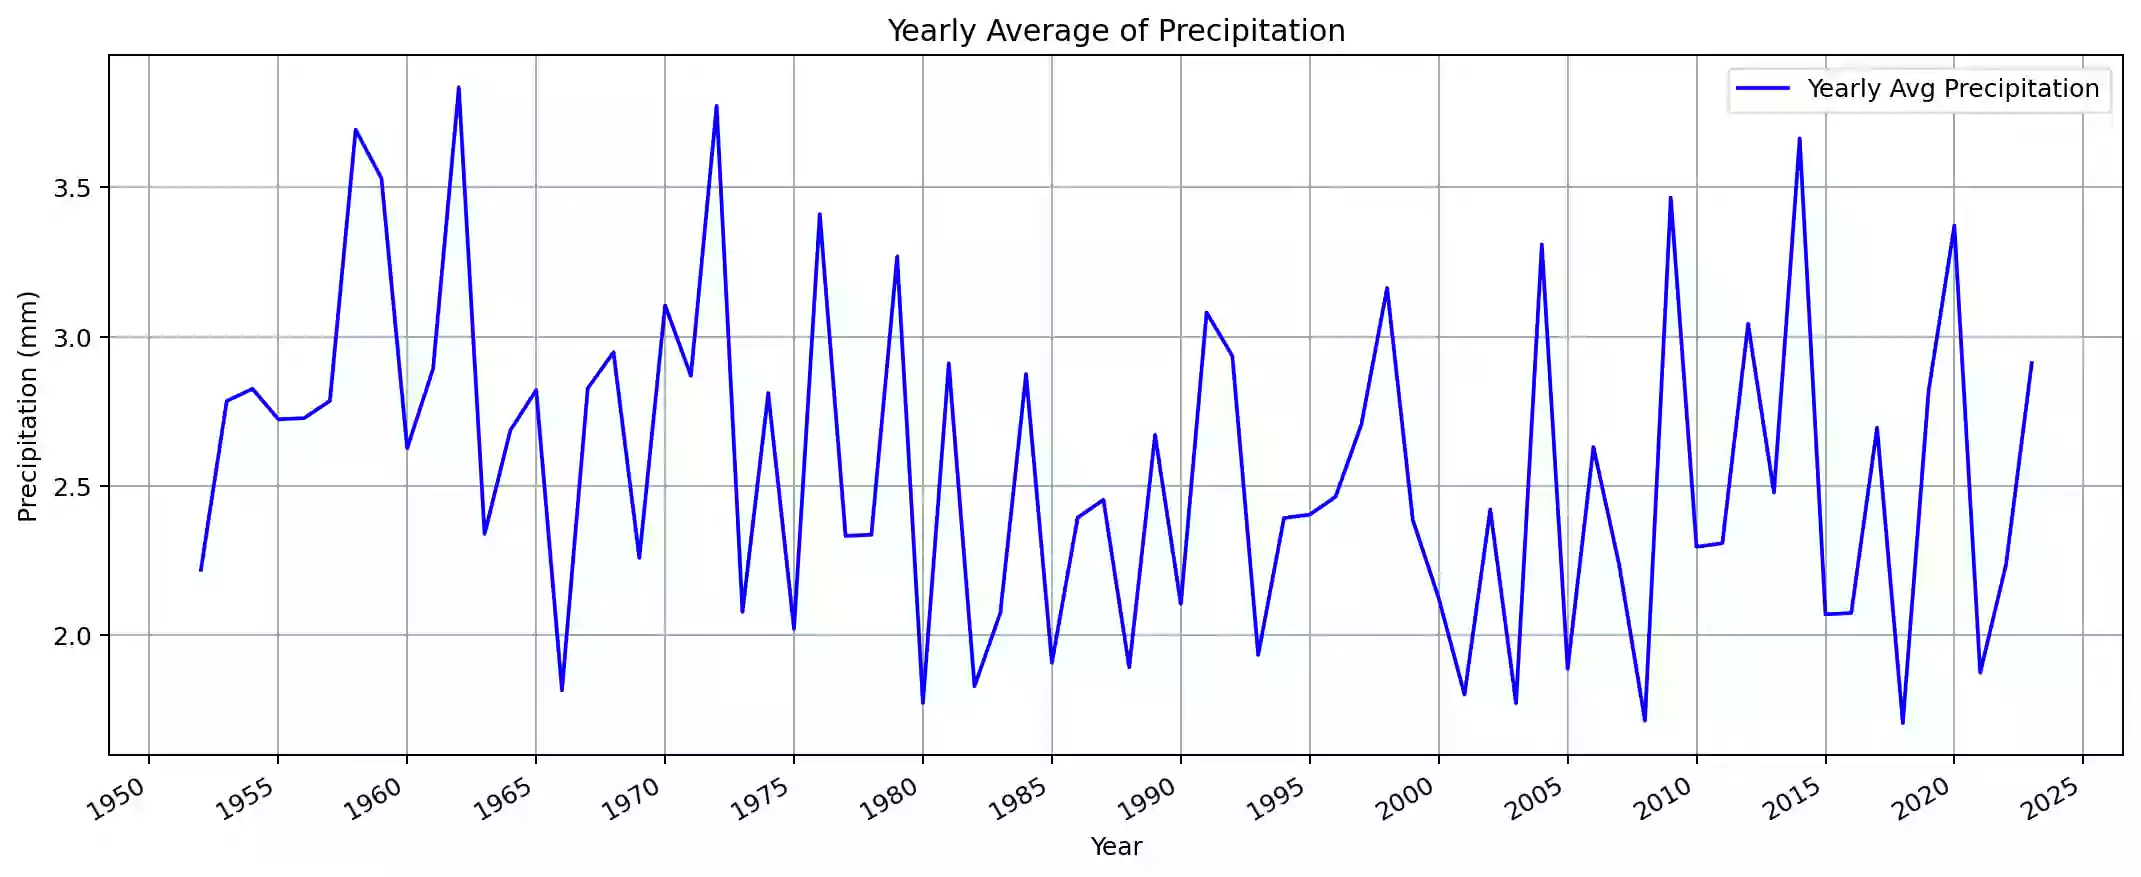 Yearly Average of Precipitation
Yearly Avg Precipitation
Precipitation (mm)
3.5
3.0
2.5
2.0
1950 1955 1960 1965 1970 1975 1980 1985 1990 1995 2000 2005 2010 2015 2020 2025
Year